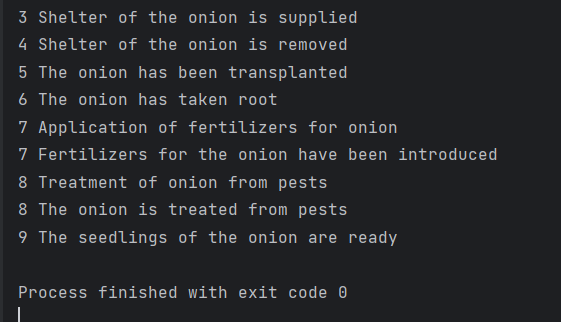 3 Shelter of the onion is supplied
4 Shelter of the onion is removed
5 The onion has been transplanted
6 The onion has taken root
7 Application of fertilizers for onion
7 Fertilizers for the onion have been introduced
8 Treatment of onion from pests
8 The onion is treated from pests
9 The seedlings of the onion are ready
Process finished with exit code 0